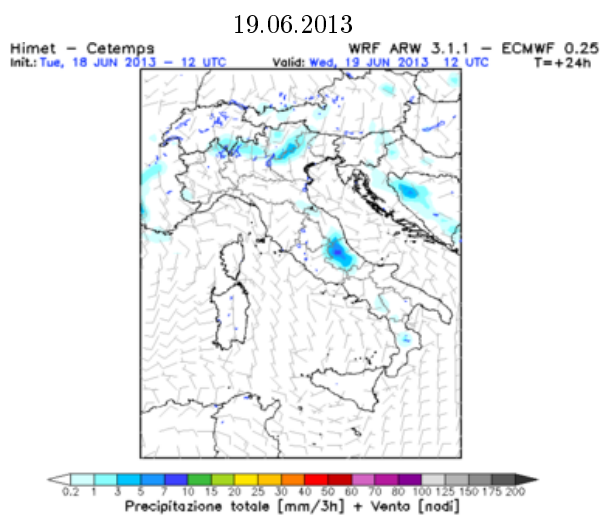 19.06.2013
Himet – Cetemps WRF ARW 3.1.1 – ECMWF 0.25
Init.: Tue, 18 JUN 2013 – 12 UTC Valid: Wed, 19 JUN 2013 12 UTC T=+24h
0.2 1 3 5 7 10 15 20 25 30 40 50 60 70 80 100 125 150 175 200
Precipitazione totale [mm/3h] + Vento [nodi]